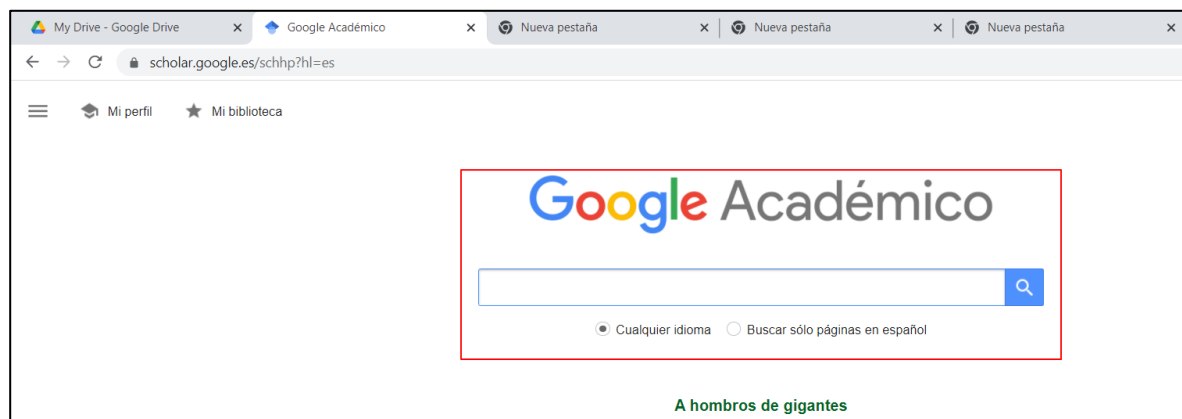 My Drive - Google Drive
Google Académico
Nueva pestaña
Nueva pestaña
Nueva pestaña
scholar.google.es/schhp?hl=es
Mi perfil
Mi biblioteca
Google Académico
Cualquier idioma
Buscar sólo páginas en español
A hombros de gigantes